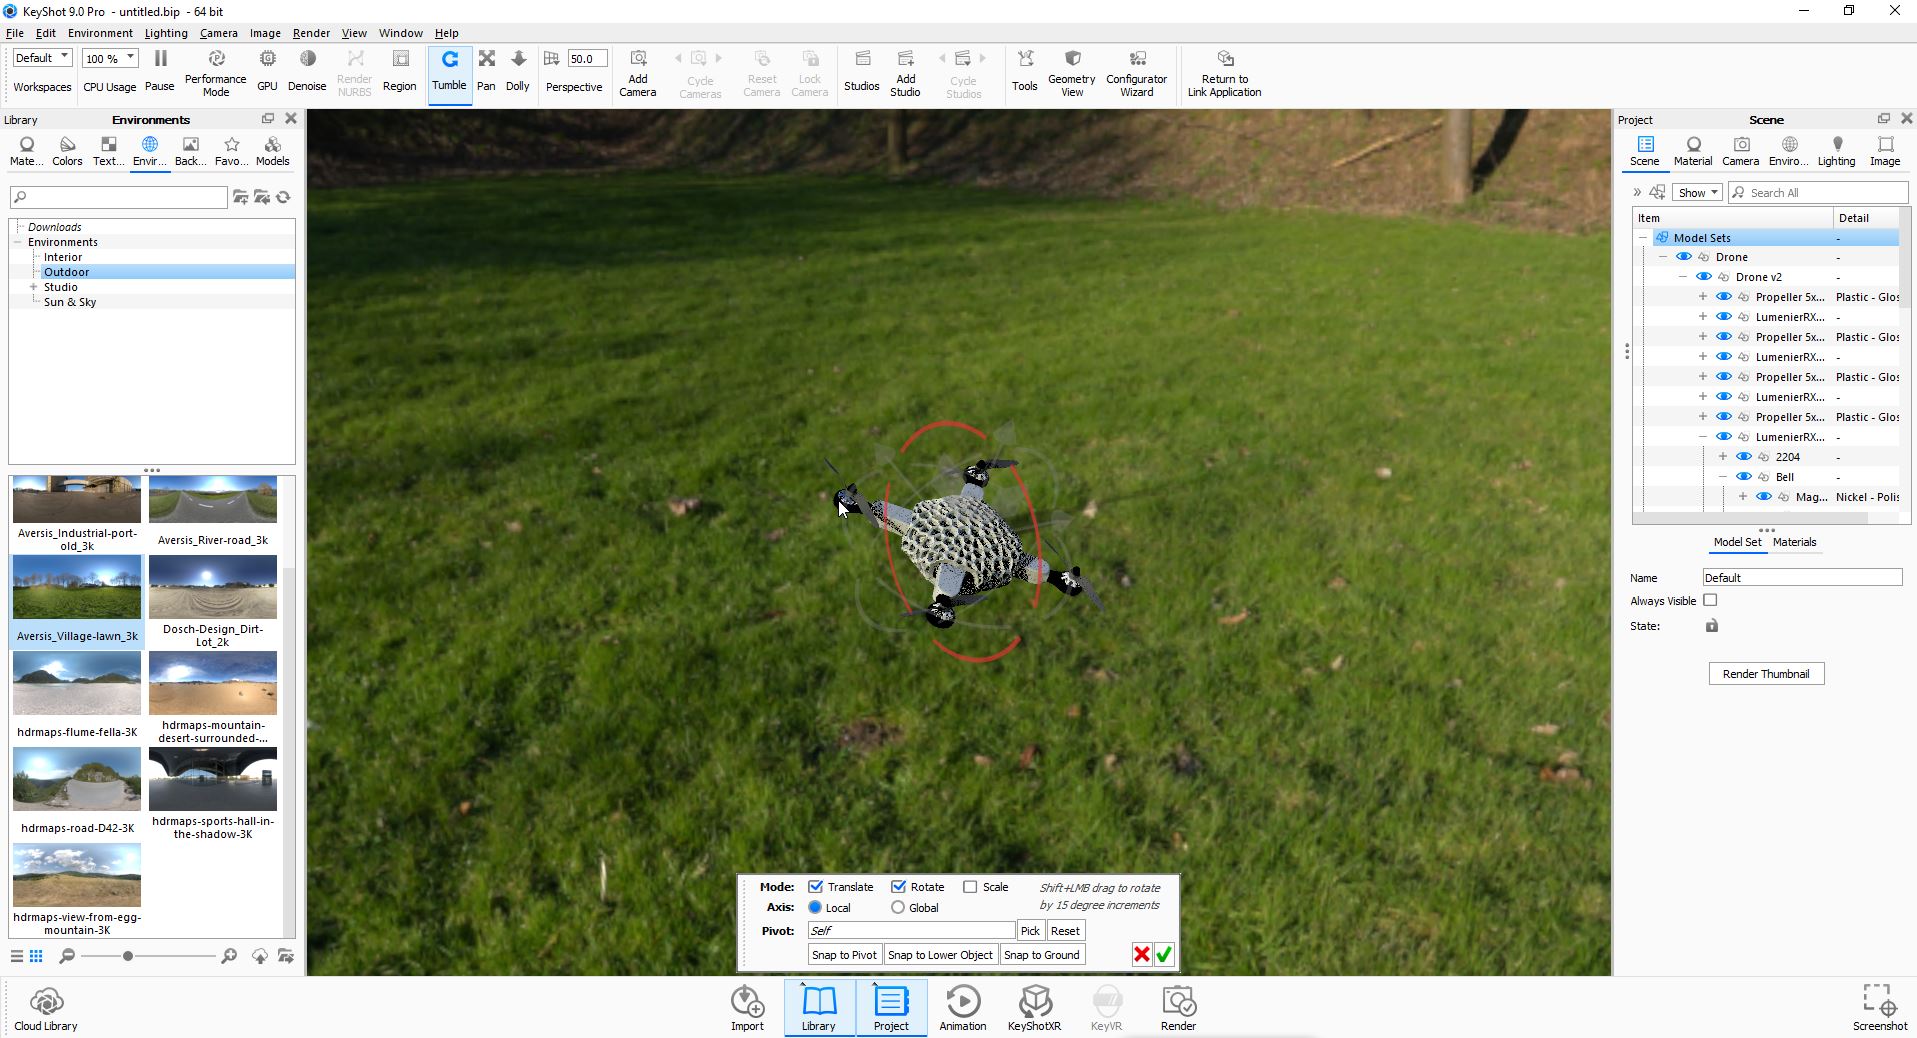 KeyShot 9.0 Pro - untitled.bip - 64 bit
File Edit Environment Lighting Camera Image Render View Window Help
Default 100 % 50.0
Workspaces CPU Usage Pause Performance Mode GPU Denoise Render NURBS Region Tumble Pan Dolly Perspective Add Camera Cycle Cameras Reset Camera Lock Camera Studios Add Studio Cycle Studios Tools Geometry View Configurator Wizard Return to Link Application
Library Environments
Mate... Colors Text... Envir... Back... Favo... Models
Downloads
Environments
Interior
Outdoor
Studio
Sun & Sky
Aversis_Industrial-port-
old_3k
Aversis_River-road_3k
Aversis_Village-lawn_3k
Dosch-Design_Dirt-
Lot_2k
hdrmaps-flume-fella-3K
hdrmaps-mountain-
desert-surrounded-...
hdrmaps-road-D42-3K
hdrmaps-sports-hall-in-
the-shadow-3K
hdrmaps-view-from-egg-
mountain-3K
Mode: Translate Rotate Scale
Shift+LMB drag to rotate
by 15 degree increments
Axis: Local Global
Pivot: Self Pick Reset
Snap to Pivot Snap to Lower Object Snap to Ground
Project Scene
Scene Material Camera Enviro... Lighting Image
Show Search All
Item Detail
Model Sets -
Drone -
Drone v2 -
Propeller 5x... Plastic - Glos
LumenierRX... -
Propeller 5x... Plastic - Glos
LumenierRX... -
Propeller 5x... Plastic - Glos
LumenierRX... -
Propeller 5x... Plastic - Glos
LumenierRX... -
2204 -
Bell -
Mag... Nickel - Polis
Model Set Materials
Name Default
Always Visible
State:
Render Thumbnail
Cloud Library Import Library Project Animation KeyShotXR KeyVR Render Screenshot